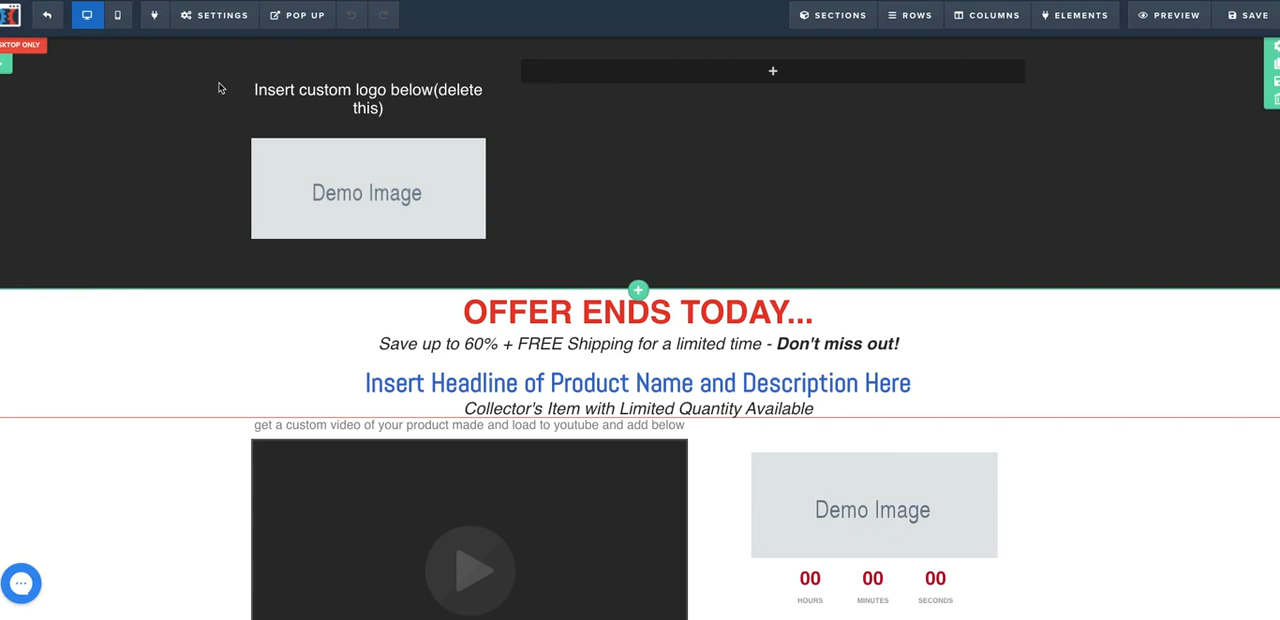 SETTINGS POP UP SECTIONS ROWS COLUMNS ELEMENTS PREVIEW SAVE
SKTOP ONLY
Insert custom logo below(delete
this)
Demo Image
OFFER ENDS TODAY...
Save up to 60% + FREE Shipping for a limited time - Don't miss out!
Insert Headline of Product Name and Description Here
Collector's Item with Limited Quantity Available
get a custom video of your product made and load to youtube and add below
Demo Image
00 00 00
HOURS MINUTES SECONDS